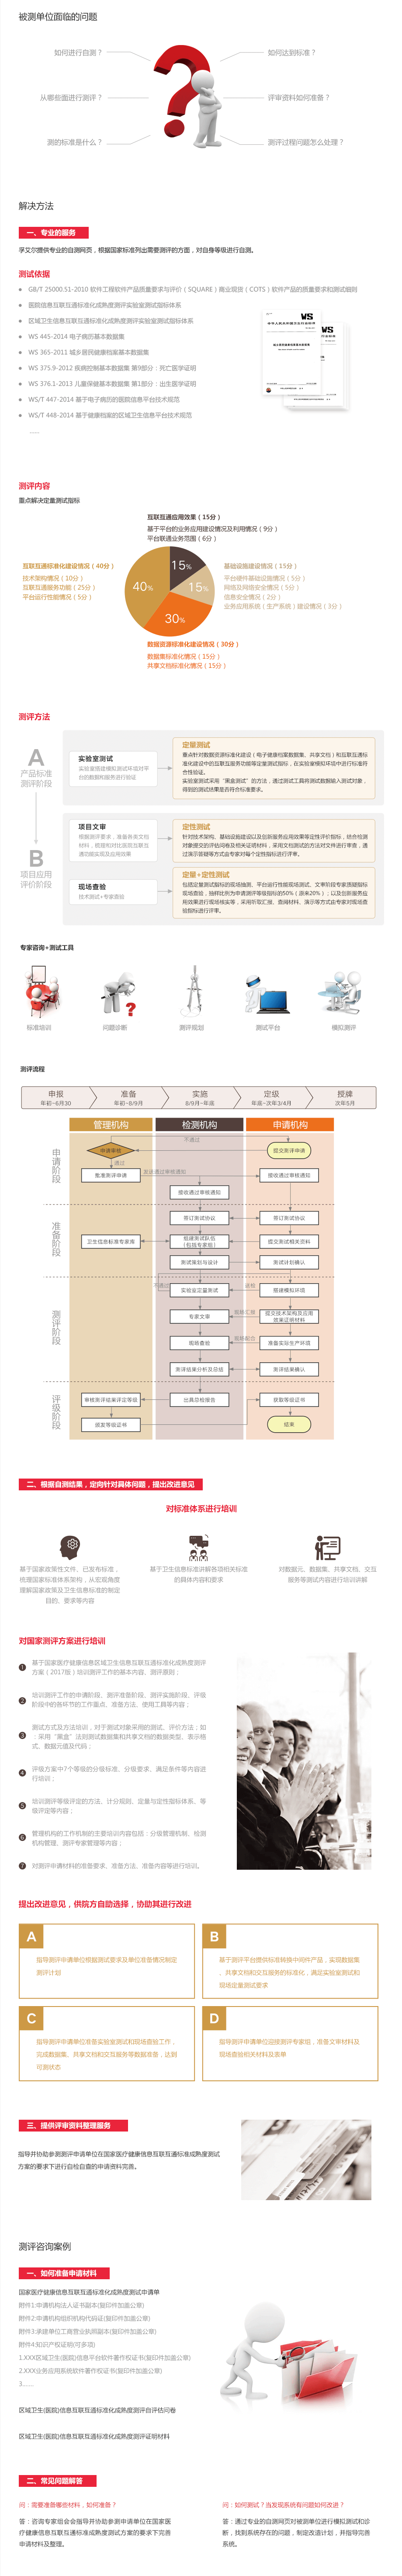 被测单位面临的问题
如何进行自测？
如何达到标准？
从哪些面进行测评？
评审资料如何准备？
测的标准是什么？
测评过程问题怎么处理？
解决方法
一、专业的服务
孚艾尔提供专业的自测网页，根据国家标准列出需要测评的方面，对自身等级进行自测。
测试依据
GB/T 25000.51-2010 软件工程软件产品质量要求与评价（SQUARE）商业现货（COTS）软件产品的质量要求和测试细则
医院信息互联互通标准化成熟度测评实验室测试指标体系
区域卫生信息互联互通标准化成熟度测评实验室测试指标体系
WS 445-2014 电子病历基本数据集
WS 365-2011 城乡居民健康档案基本数据集
WS 375.9-2012 疾病控制基本数据集 第9部分：死亡医学证明
WS 376.1-2013 儿童保健基本数据集 第1部分：出生医学证明
WS/T 447-2014 基于电子病历的医院信息平台技术规范
WS/T 448-2014 基于健康档案的区域卫生信息平台技术规范
......
WS
WS
测评内容
重点解决定量测试指标
互联互通应用效果（15分）
基于平台的业务应用建设情况及利用情况（9分）
平台联通业务范围（6分）
互联互通标准化建设情况（40分）
技术架构情况（10分）
互联互通服务功能（25分）
平台运行性能情况（5分）
15%
15%
40%
30%
基础设施建设情况（15分）
平台硬件基础设施情况（5分）
网络及网络安全情况（5分）
信息安全情况（2分）
业务应用系统（生产系统）建设情况（3分）
数据资源标准化建设情况（30分）
数据集标准化情况（15分）
共享文档标准化情况（15分）
测评方法
A
产品标准
测评阶段
实验室测试
实验室搭建模拟测试环境对平
台的数据和服务进行验证
定量测试
重点针对数据资源标准化建设（电子健康档案数据集、共享文档）和互联互通标
准化建设中的互联互通服务功能等定量测试指标，在实验室模拟环境中进行标准符
合性验证。
实验室测试采用“黑盒测试”的方法，通过测试工具将测试数据输入测试对象，
得到的测试结果是否符合标准要求。
B
项目应用
评价阶段
项目文审
根据测评要求，准备各类文档
材料，梳理和对比医院互联互
通功能实现及应用效果
定性测试
针对技术架构、基础设施建设以及创新服务应用效果等定性评价指标，结合检测
对象提交的评估问卷及相关证明材料，采用文档测试的方法对文件进行审查，通
过演示答疑等方式由专家对每个定性指标进行评审。
现场查验
技术测试+专家查验
定量+定性测试
包括定量测试指标的现场抽测、平台运行性能现场测试、文审阶段专家质疑指标
现场查验，抽样比例为申请测评等级指标的50%（原来20%）；以及创新服务应
用效果进行现场核实等，采用听取汇报、查阅材料、演示等方式由专家对现场查
验指标进行评审。
专家咨询+测试工具
标准培训
问题诊断
测评规划
测试平台
模拟测评
测评流程
申报
年初~6月30
准备
年初~8/9月
实施
8/9月~年底
定级
年底~次年3/4月
授牌
次年5月
管理机构
检测机构
申请机构
申请阶段
不通过
申请审核
提交测评申请
通过
批准测评申请
发送通过审核通知
接收通过审核通知
接收通过审核通知
准备阶段
签订测试协议
签订测试协议
卫生信息标准专家库
组建测试队伍
（包括专家组）
提交测试相关资料
测试策划与设计
测试计划确认
测评阶段
不通过
实验室定量测试
送检
搭建模拟环境
专家文审
提交技术架构及应用
效果证明材料
现场查验
准备实际生产环境
测评结果分析及总结
测评结果确认
评级阶段
审核测评结果评定等级
出具总检报告
获取等级证书
颁发等级证书
结束
二、根据自测结果，定向针对具体问题，提出改进意见
对标准体系进行培训
基于国家政策性文件、已发布标准，
梳理国家标准体系架构，从宏观角度
理解国家政策及卫生信息标准的制定
目的、要求等内容
基于卫生信息标准讲解各项相关标准
的具体内容和要求
对数据元、数据集、共享文档、交互
服务等测试内容进行培训讲解
对国家测评方案进行培训
1 基于国家医疗健康信息区域卫生信息互联互通标准化成熟度测评
方案（2017版）培训测评工作的基本内容、测评原则；
2 培训测评工作的申请阶段、测评准备阶段、测评实施阶段、评级
阶段中的各环节的工作要点、准备方法、使用工具等内容；
3 测试方式及方法培训，对于测试对象采用的测试、评价方法，如
：采用“黑盒”法则测试数据集和共享文档的数据类型、表示格
式、数据元值及代码；
4 评级方案中7个等级的分级标准、分级要求、满足条件等内容进
行培训；
5 培训测评等级评定的方法、计分规则、定量与定性指标体系、等
级评定等内容；
6 管理机构的工作机制的主要培训内容包括：分级管理机制、检测
机构管理、测评专家管理等内容；
7 对测评申请材料的准备要求、准备方法、准备内容等进行培训。
提出改进意见，供院方自助选择，协助其进行改进
A
指导测评申请单位根据测试要求及单位准备情况制定
测评计划
B
基于测评平台提供标准转换中间件产品，实现数据集
、共享文档和交互服务的标准化，满足实验室测试和
现场定量测试要求
C
指导测评申请单位准备实验室测试和现场查验工作，
完成数据集、共享文档和交互服务等数据准备，达到
可测状态
D
指导测评申请单位迎接测评专家组，准备文审材料及
现场查验相关材料及表单
三、提供评审资料整理服务
指导并协助参测测评申请单位在国家医疗健康信息互联互通标准成熟度测试
方案的要求下进行自检自查的申请资料完善。
测评咨询案例
一、如何准备申请材料
国家医疗健康信息互联互通标准化成熟度测试申请单
附件1:申请机构法人证书副本(复印件加盖公章)
附件2:申请机构组织机构代码证(复印件加盖公章)
附件3:承建单位工商营业执照副本(复印件加盖公章)
附件4:知识产权证明(可多项)
1.XXX区域卫生(医院)信息平台软件著作权证书(复印件加盖公章)
2.XXX业务应用系统软件著作权证书(复印件加盖公章)
3......
区域卫生(医院)信息互联互通标准化成熟度测评自评估问卷
区域卫生(医院)信息互联互通标准化成熟度测评证明材料
二、常见问题解答
问：需要准备哪些材料，如何准备？
答：咨询专家组会会指导并协助参测申请单位在国家医
疗健康信息互联互通标准成熟度测试方案的要求下完善
申请材料及整理。
问：如何测试？当发现系统有问题如何改进？
答：通过专业的自测网页对被测单位进行模拟测试和诊
断，找到系统存在的问题，制定改造计划，并指导完善
系统。